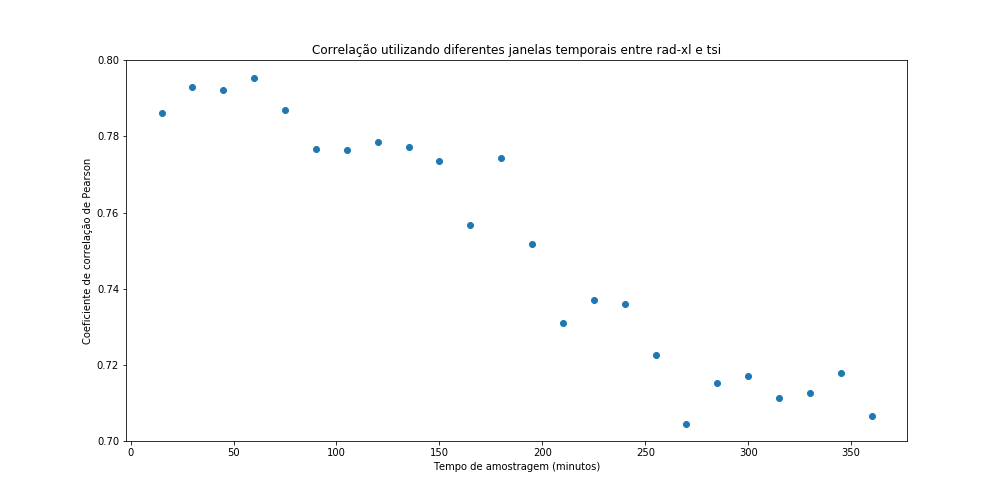 Correlação utilizando diferentes janelas temporais entre rad-xl e tsi
0.80
0.78
0.76
0.74
0.72
0.70
Coeficiente de correlação de Pearson
0 50 100 150 200 250 300 350
Tempo de amostragem (minutos)